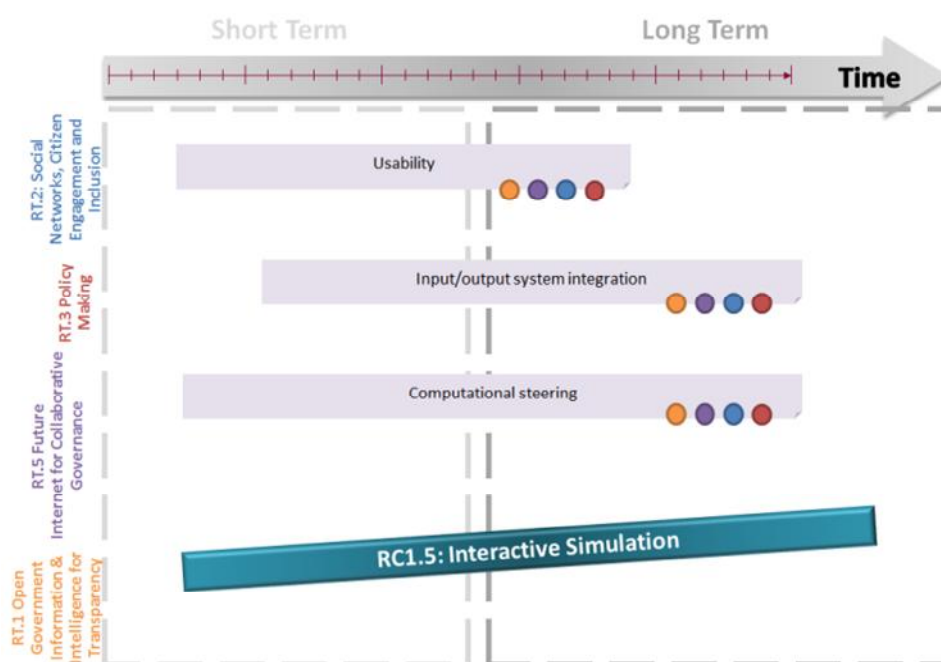 Short Term
Long Term
Time
RT.2: Social
Networks, Citizen
Engagement and
Inclusion
Usability
RT.3 Policy
Making
Input/output system integration
RT.5 Future
Internet for Collaborative
Governance
Computational steering
RC1.5: Interactive Simulation
RT.1 Open
Government
Information &
Intelligence for
Transparency